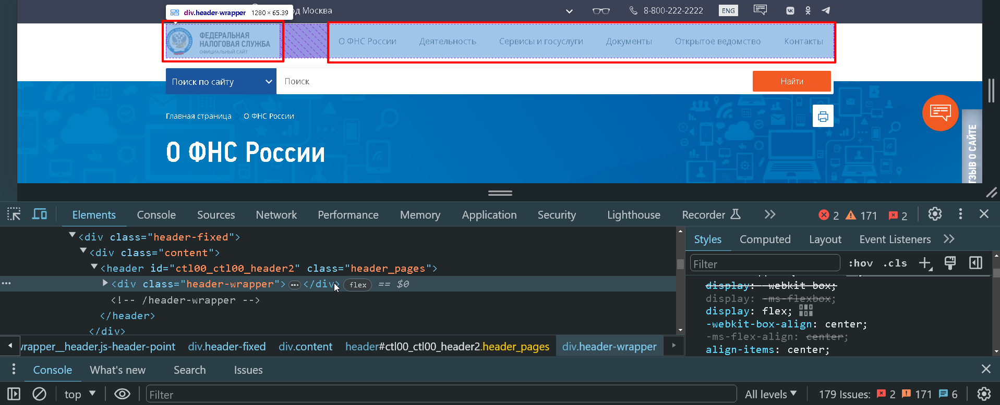 div.header-wrapper 1280 × 65.39
од Москва
8-800-222-2222
ENG
ФЕДЕРАЛЬНАЯ
НАЛОГОВАЯ СЛУЖБА
ОФИЦИАЛЬНЫЙ САЙТ
О ФНС России Деятельность Сервисы и госуслуги Документы Открытое ведомство Контакты
Поиск по сайту
Поиск
Найти
Главная страница О ФНС России
О ФНС России
ТЗЫВ О САЙТЕ
Elements Console Sources Network Performance Memory Application Security Lighthouse Recorder 2 171 2
<div class="header-fixed">
<div class="content">
<header id="ctl00_ctl00_header2" class="header_pages">
<div class="header-wrapper"> … </div> flex == $0
<!-- /header-wrapper -->
</header>
</div>
Styles Computed Layout Event Listeners
Filter :hov .cls
display: -webkit-box;
display: -ms-flexbox;
display: flex;
-webkit-box-align: center;
-ms-flex-align: center;
align-items: center;
wrapper__header.js-header-point div.header-fixed div.content header#ctl00_ctl00_header2.header_pages div.header-wrapper
Console What's new Search Issues
top Filter All levels 179 Issues: 2 171 6